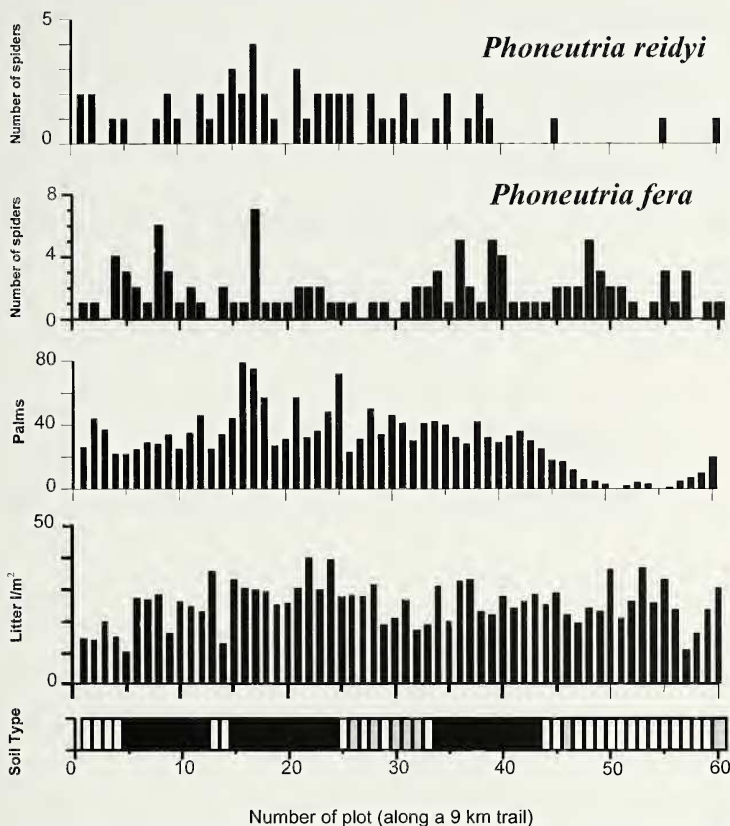 Phoneutria reidyi
Number of spiders
5
0
Phoneutria fera
Number of spiders
8
4
0
Palms
80
40
0
Litter l/m²
50
0
Soil Type
0 10 20 30 40 50 60
Number of plot (along a 9 km trail)